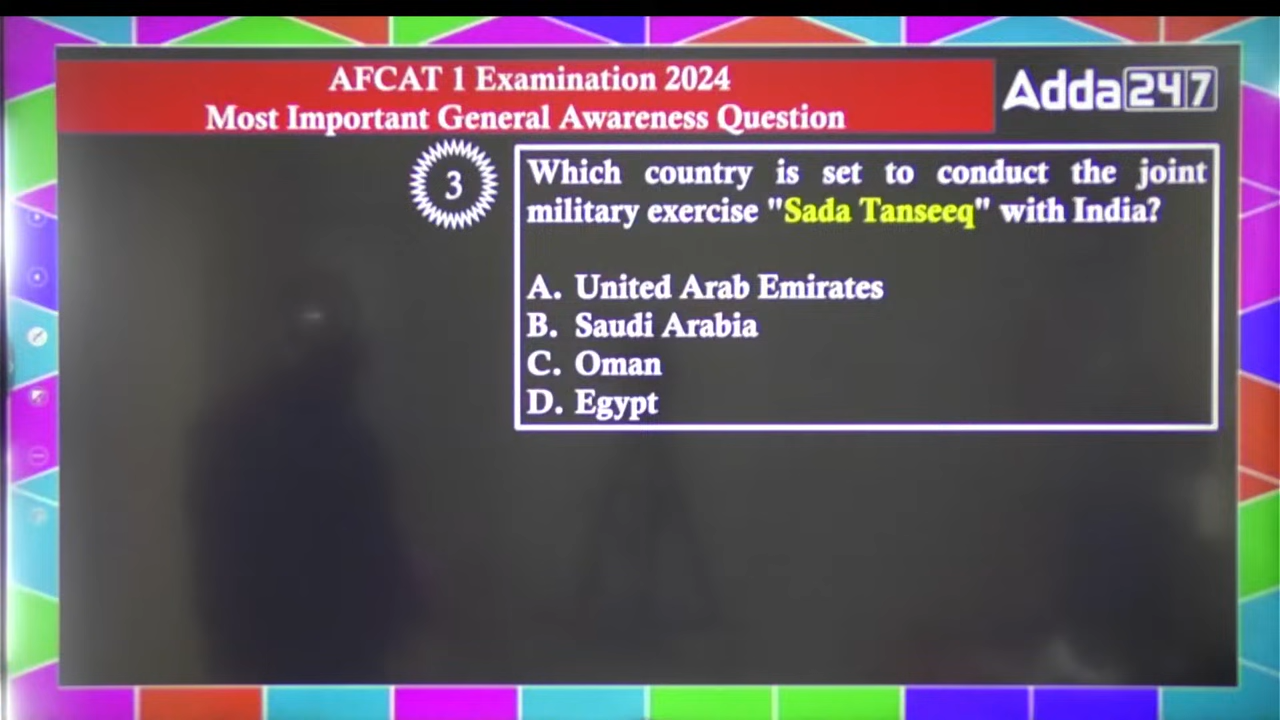 AFCAT 1 Examination 2024
Most Important General Awareness Question
Adda247
3
Which country is set to conduct the joint
military exercise "Sada Tanseeq" with India?
A. United Arab Emirates
B. Saudi Arabia
C. Oman
D. Egypt